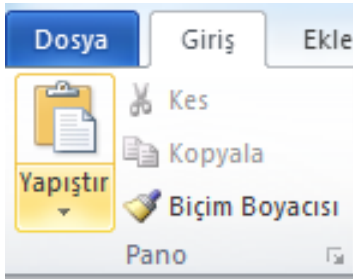 Dosya Giriş Ekle
Kes
Kopyala
Yapıştır
Biçim Boyacısı
Pano